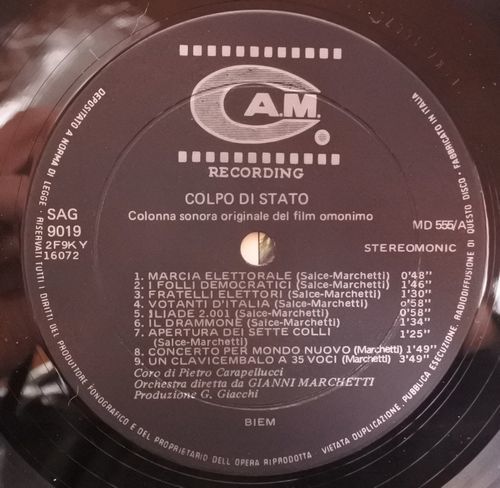 C.A.M.
RECORDING
COLPO DI STATO
Colonna sonora originale del film omonimo
SAG
9019
2F9KY
16072
MD 555/A
STEREOMONIC
1. MARCIA ELETTORALE (Salce-Marchetti) 0'48"
2. I FOLLI DEMOCRATICI (Salce-Marchetti) 1'46"
3. FRATELLI ELETTORI (Salce-Marchetti) 1'30"
4. VOTANTI D'ITALIA (Salce-Marchetti) 0'58"
5. ILIADE 2.001 (Salce-Marchetti) 0'58"
6. IL DRAMMONE (Salce-Marchetti) 1'34"
7. APERTURA DEI SETTE COLLI 1'25"
(Salce-Marchetti)
8. CONCERTO PER MONDO NUOVO (Marchetti) 1'49"
9. UN CLAVICEMBALO A 35 VOCI (Marchetti) 3'49"
Coro di Pietro Carapellucci
Orchestra diretta da GIANNI MARCHETTI
Produzione G. Giacchi
BIEM
DEPOSITATO A NORMA DI LEGGE - RISERVATI TUTTI I DIRITTI DEL PRODUTTORE FONOGRAFICO E DEL PROPRIETARIO DELL OPERA RIPRODOTTA - VIETATA DUPLICAZIONE, PUBBLICA ESECUZIONE, RADIODIFFUSIONE DI QUESTO DISCO - FABBRICATO IN ITALIA